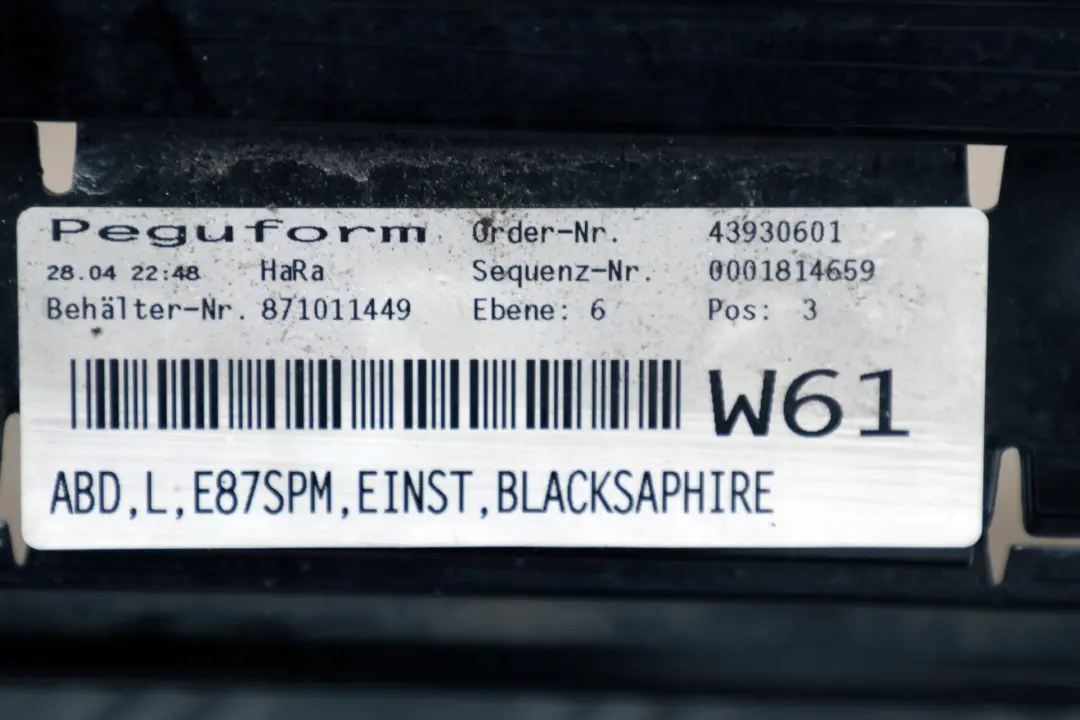 Peguform Order-Nr. 43930601
28.04 22:48 HaRa Sequenz-Nr. 0001814659
Behälter-Nr. 871011449 Ebene: 6 Pos: 3
W61
ABD,L,E87SPM,EINST,BLACKSAPHIRE